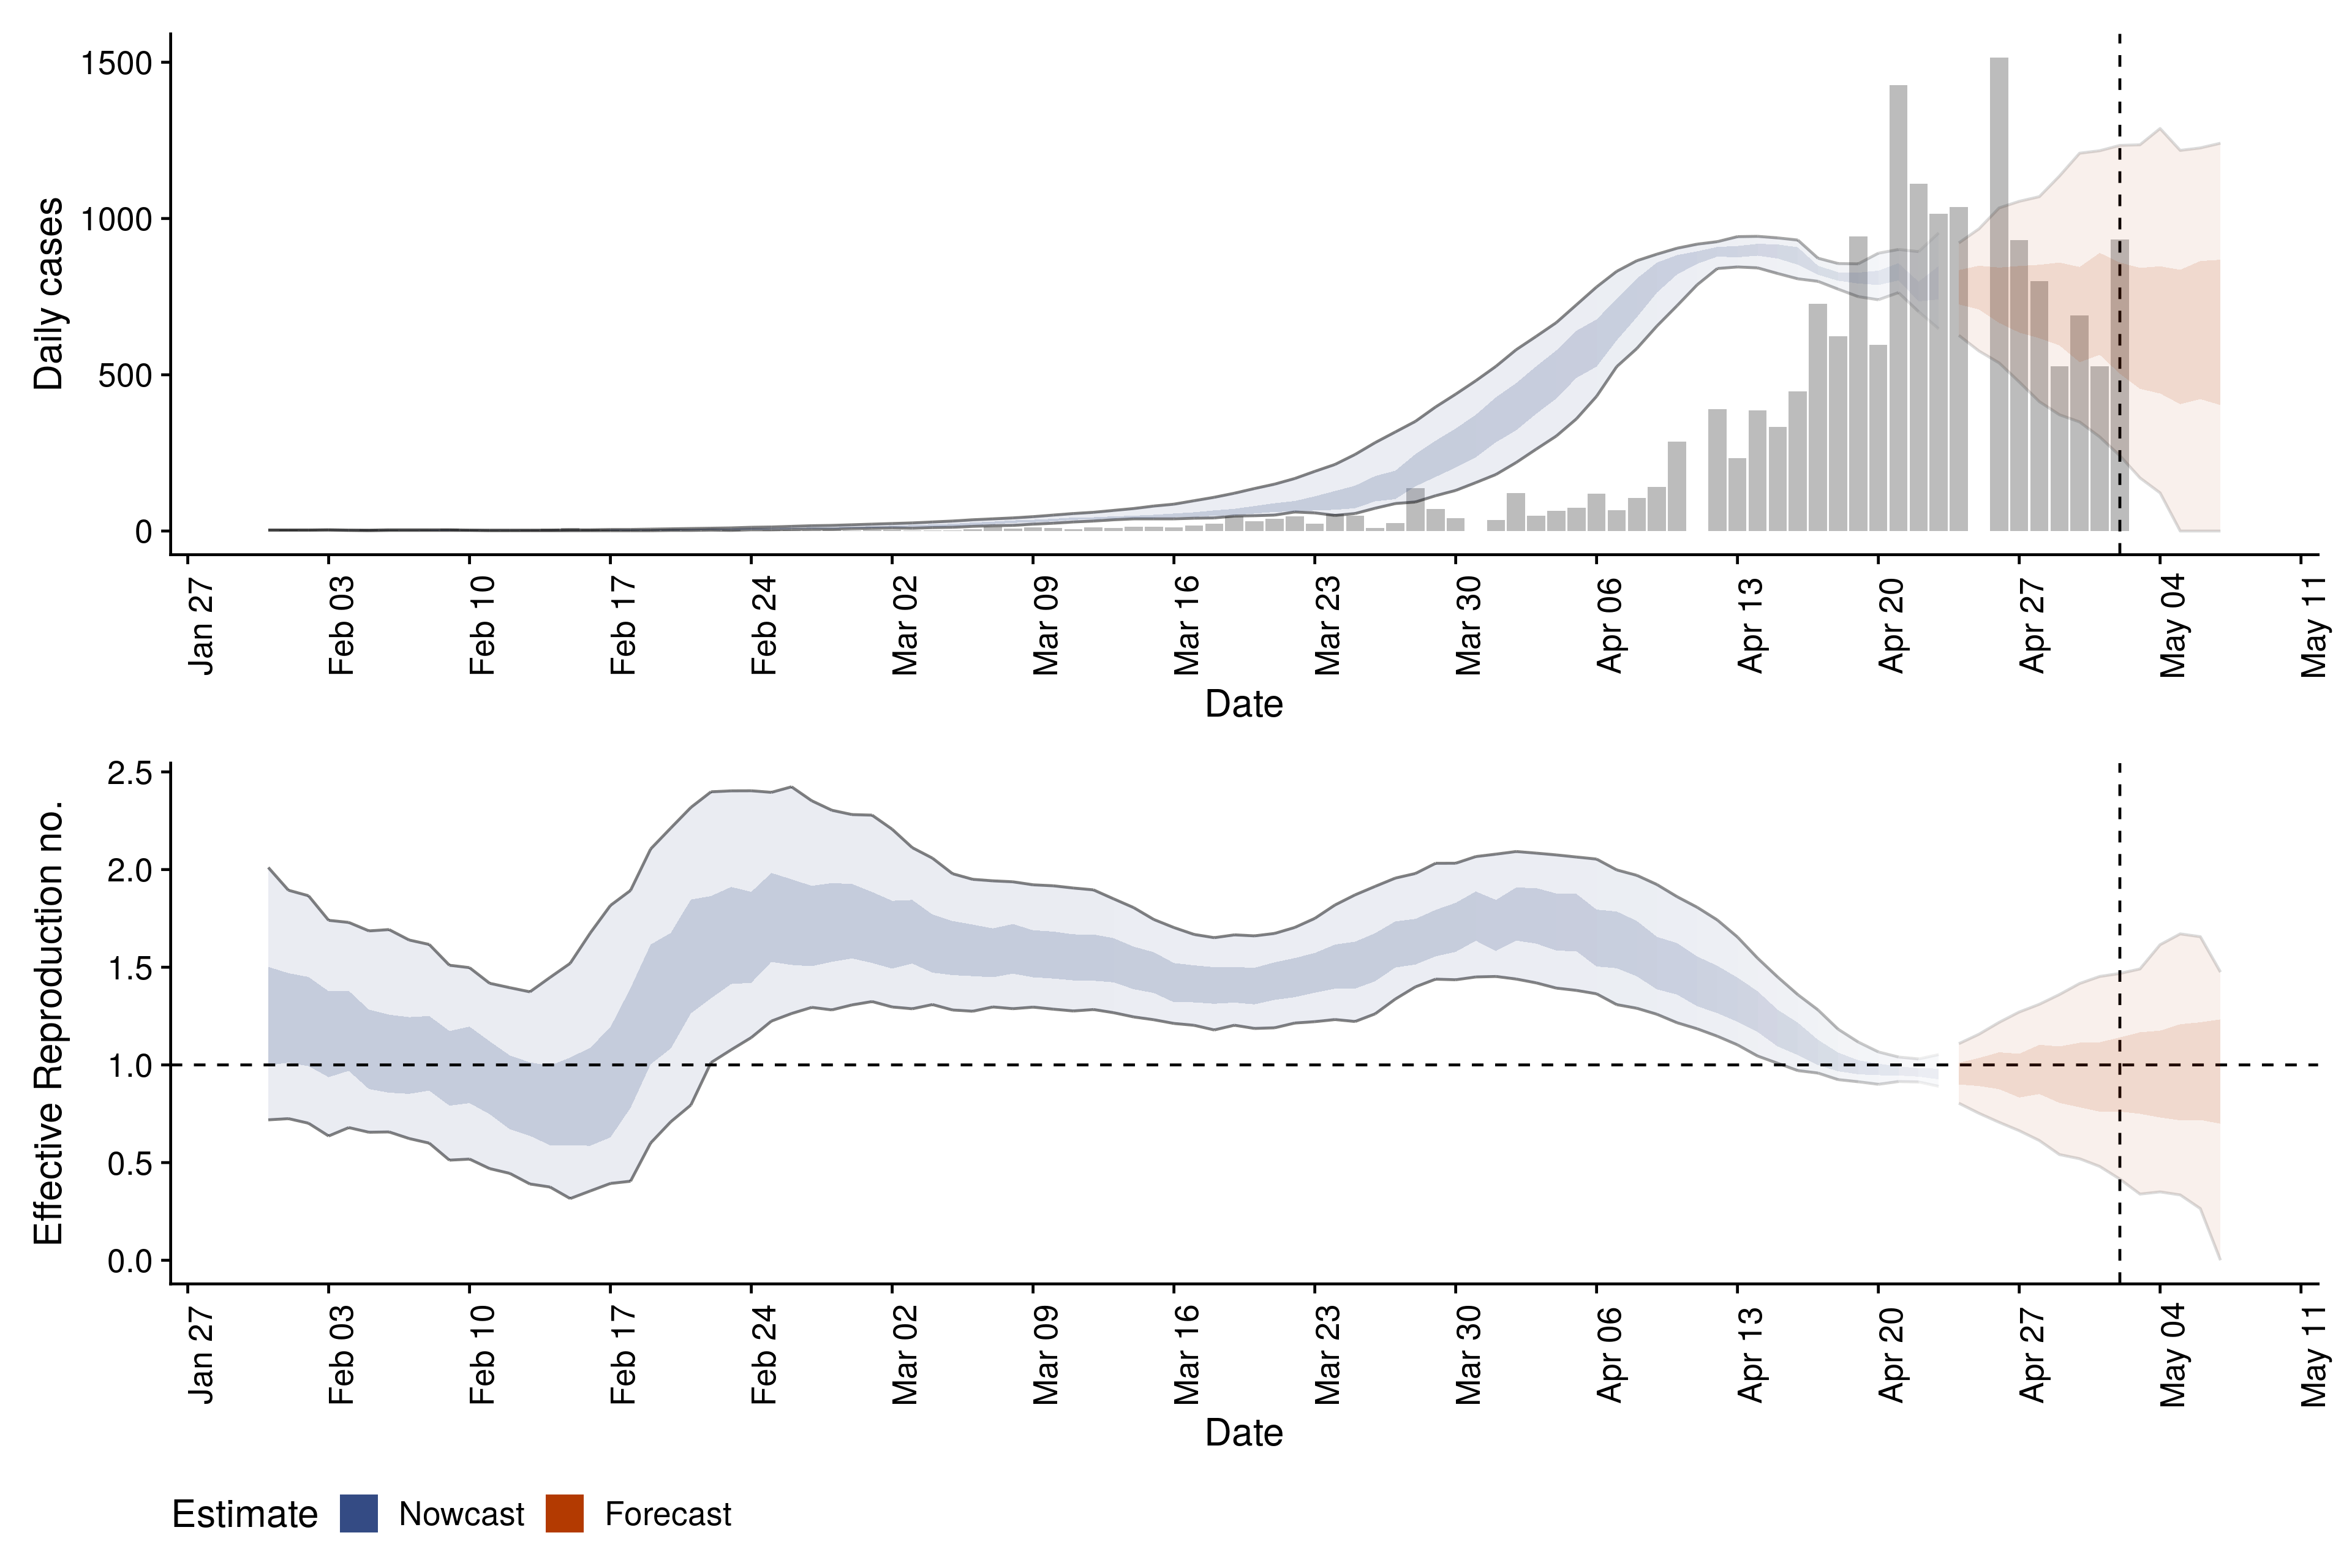 Daily cases
1500
1000
500
0
Jan 27
Feb 03
Feb 10
Feb 17
Feb 24
Mar 02
Mar 09
Mar 16
Mar 23
Mar 30
Apr 06
Apr 13
Apr 20
Apr 27
May 04
May 11
Date
Effective Reproduction no.
2.5
2.0
1.5
1.0
0.5
0.0
Jan 27
Feb 03
Feb 10
Feb 17
Feb 24
Mar 02
Mar 09
Mar 16
Mar 23
Mar 30
Apr 06
Apr 13
Apr 20
Apr 27
May 04
May 11
Date
Estimate Nowcast Forecast